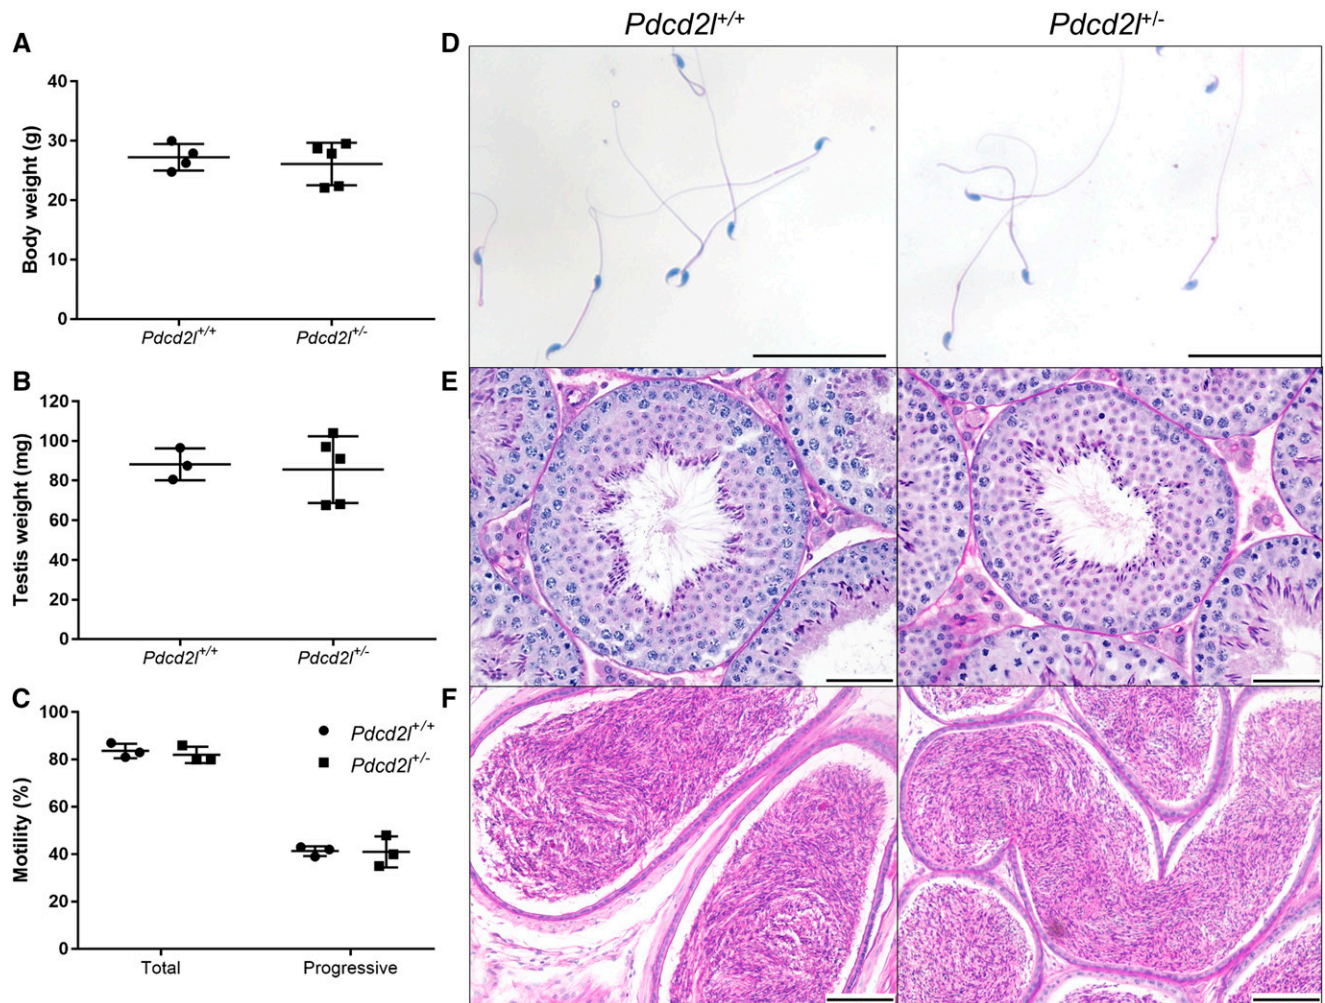 Pdcd2l+/+
Pdcd2l+/-
A
Body weight (g)
40
30
20
10
0
Pdcd2l+/+
Pdcd2l+/-
B
Testis weight (mg)
120
100
80
60
40
20
0
Pdcd2l+/+
Pdcd2l+/-
C
Motility (%)
100
80
60
40
20
0
Pdcd2l+/+
Pdcd2l+/-
Total
Progressive
D
E
F